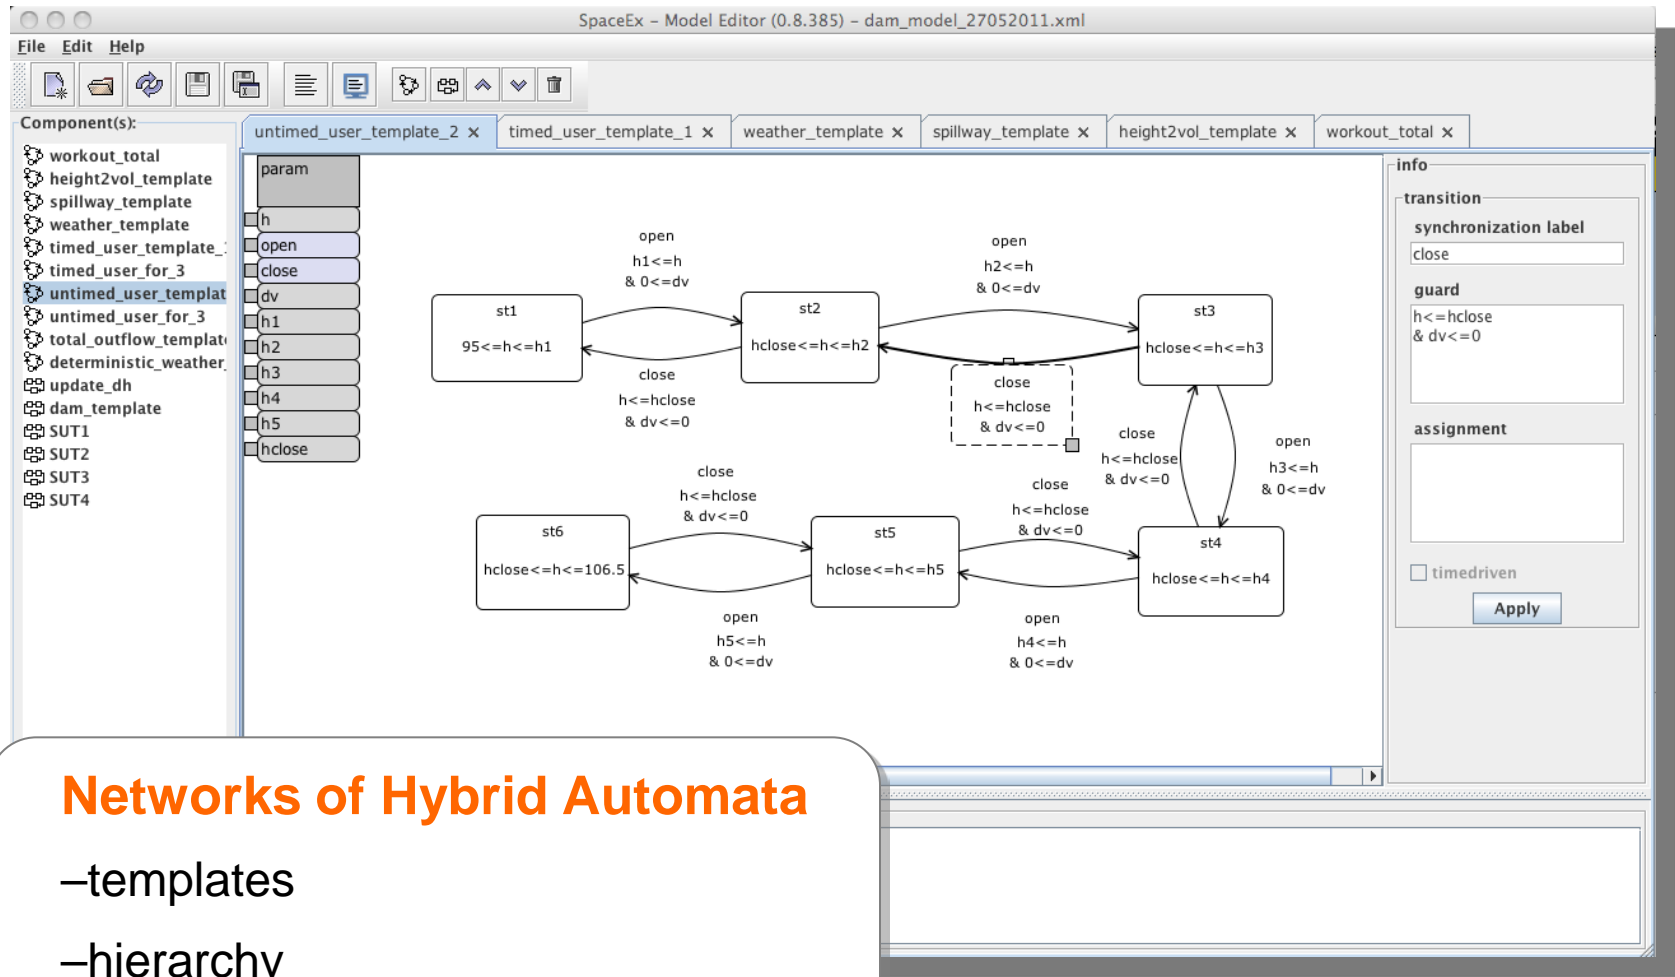 SpaceEx – Model Editor (0.8.385) – dam_model_27052011.xml
File Edit Help
Component(s):
workout_total
height2vol_template
spillway_template
weather_template
timed_user_template_
timed_user_for_3
untimed_user_templat
untimed_user_for_3
total_outflow_templat
deterministic_weather_
update_dh
dam_template
SUT1
SUT2
SUT3
SUT4
untimed_user_template_2 x
timed_user_template_1 x
weather_template x
spillway_template x
height2vol_template x
workout_total x
param
h
open
close
dv
h1
h2
h3
h4
h5
hclose
open
h1<=h
& 0<=dv
open
h2<=h
& 0<=dv
st1
95<=h<=h1
st2
hclose<=h<=h2
st3
hclose<=h<=h3
close
h<=hclose
& dv<=0
close
h<=hclose
& dv<=0
close
h<=hclose
& dv<=0
open
h3<=h
& 0<=dv
close
h<=hclose
& dv<=0
close
h<=hclose
& dv<=0
st6
hclose<=h<=106.5
st5
hclose<=h<=h5
st4
hclose<=h<=h4
open
h5<=h
& 0<=dv
open
h4<=h
& 0<=dv
info
transition
synchronization label
close
guard
h<=hclose
& dv<=0
assignment
timedriven
Apply
Networks of Hybrid Automata
–templates
–hierarchy